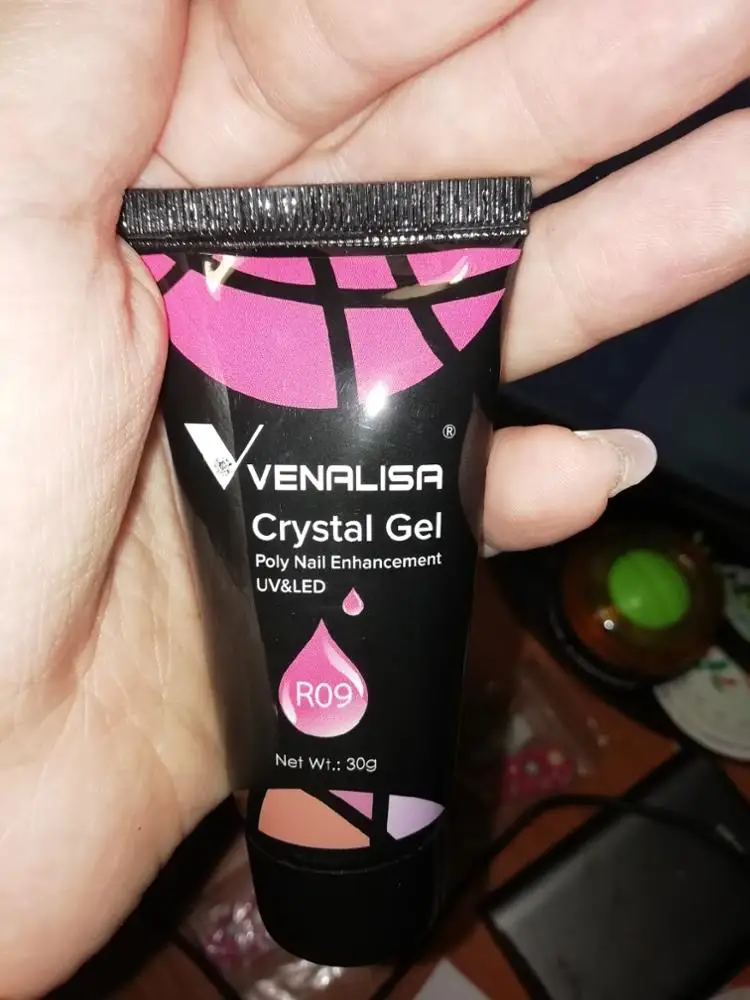 ®
VENALISA
Crystal Gel
Poly Nail Enhancement
UV&LED
R09
Net Wt.: 30g